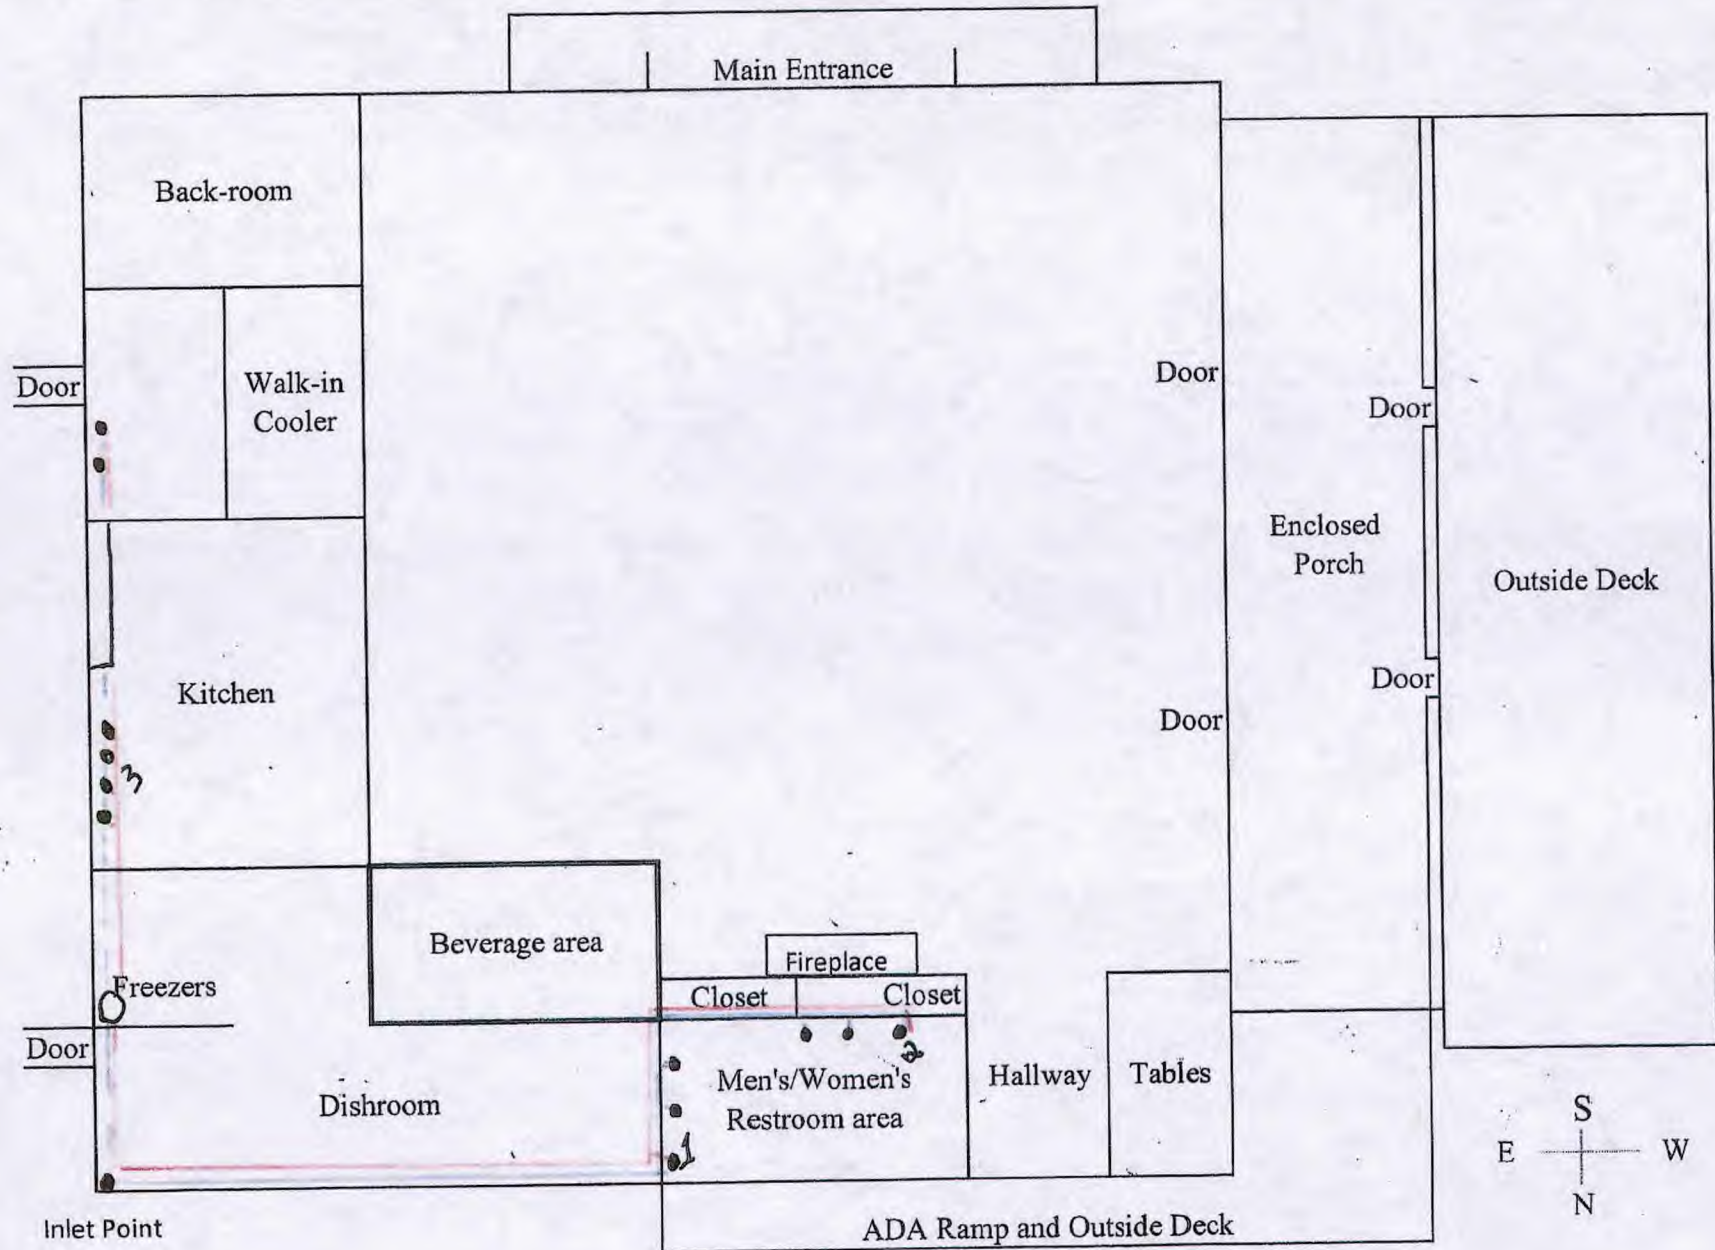 Main Entrance
Back-room
Door
Walk-in
Cooler
Door
Door
Enclosed
Porch
Outside Deck
Kitchen
Door
Door
3
Beverage area
Fireplace
Freezers
Closet
Closet
Door
2
Men's/Women's
Restroom area
Hallway
Tables
Dishroom
1
S
E
W
N
Inlet Point
ADA Ramp and Outside Deck